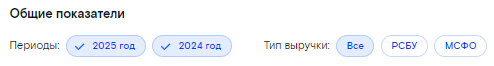 Общие показатели
Периоды: 2025 год 2024 год Тип выручки: Все РСБУ МСФО